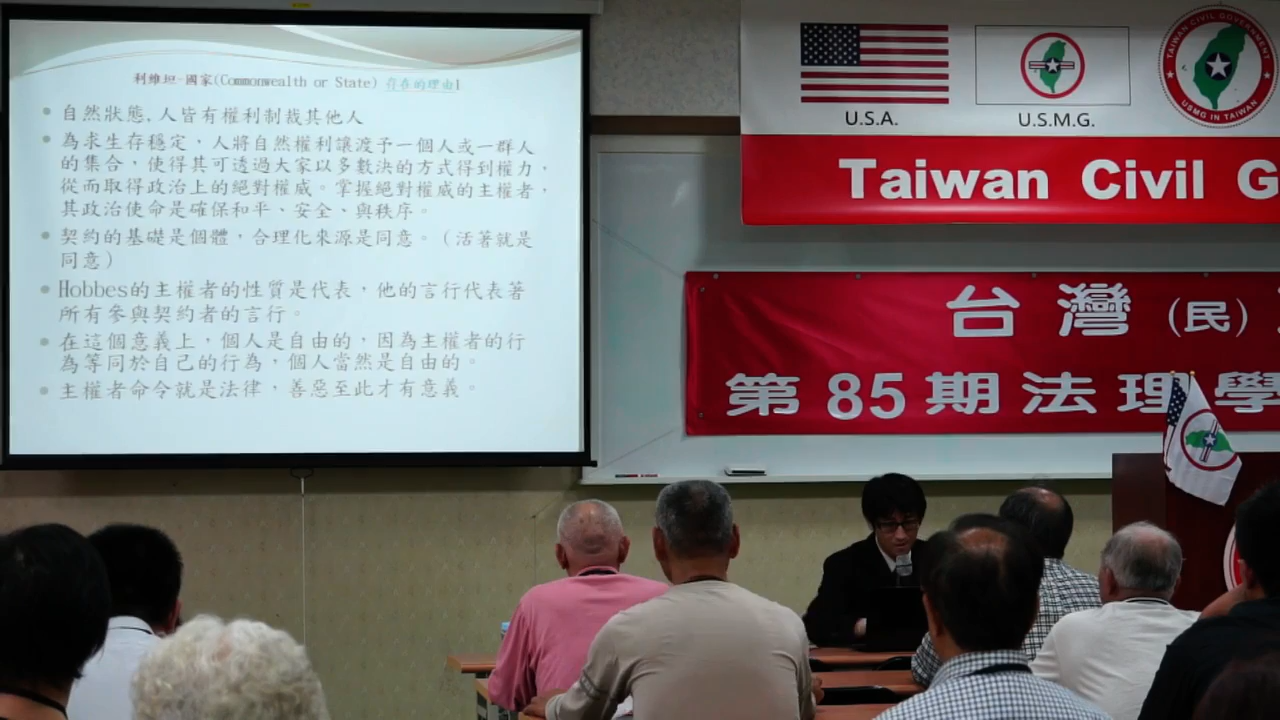 利維坦-國家(Commonwealth or State) 存在的理由1
自然狀態,人皆有權利制裁其他人
為求生存穩定,人將自然權利讓渡予一個人或一群人
的集合,使得其可透過大家以多數決的方式得到權力,
從而取得政治上的絕對權威。掌握絕對權威的主權者,
其政治使命是確保和平、安全、與秩序。
契約的基礎是個體,合理化來源是同意。(活著就是
同意)
Hobbes的主權者的性質是代表,他的言行代表著
所有參與契約者的言行。
在這個意義上,個人是自由的,因為主權者的行
為等同於自己的行為,個人當然是自由的。
主權者命令就是法律,善惡至此才有意義。
U.S.A.
U.S.M.G.
TAIWAN CIVIL GOVERNMENT
USMG IN TAIWAN
Taiwan Civil G
台灣(民)
第85期法理學